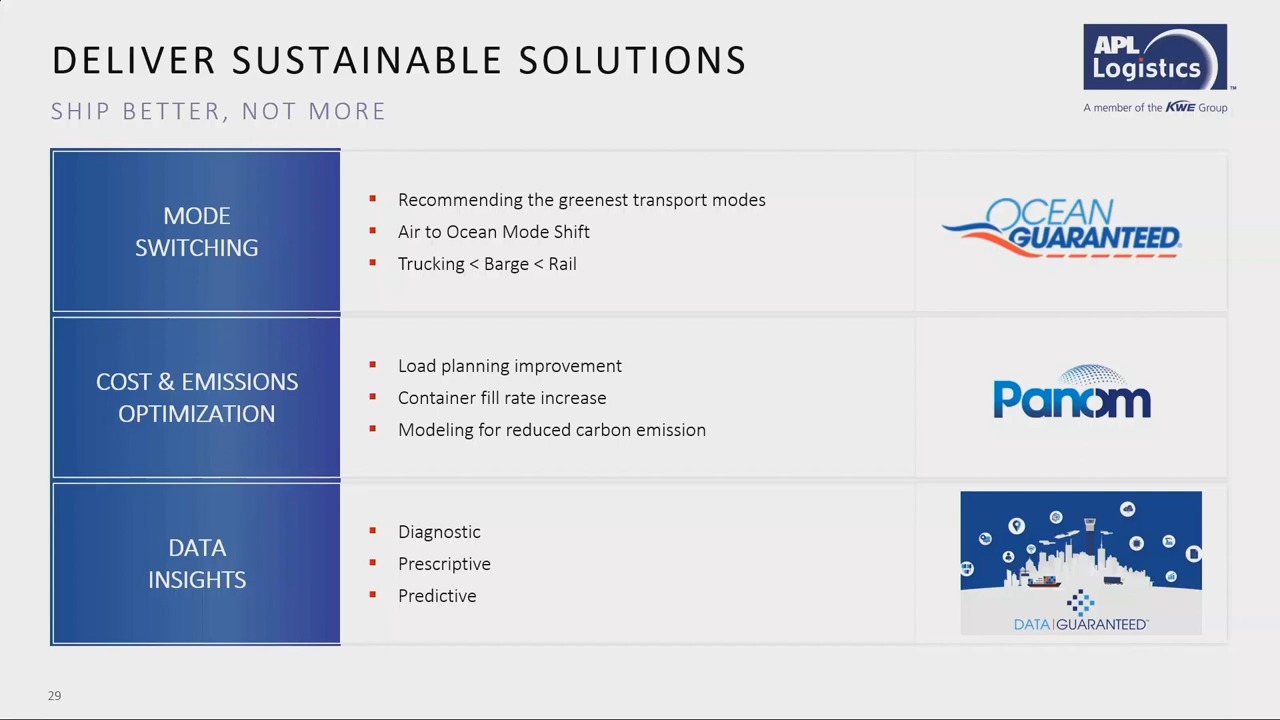 DELIVER SUSTAINABLE SOLUTIONS
SHIP BETTER, NOT MORE
APL
Logistics™
A member of the KWE Group
MODE
SWITCHING
Recommending the greenest transport modes
Air to Ocean Mode Shift
Trucking < Barge < Rail
OCEAN
GUARANTEED®
COST & EMISSIONS
OPTIMIZATION
Load planning improvement
Container fill rate increase
Modeling for reduced carbon emission
Panom
DATA
INSIGHTS
Diagnostic
Prescriptive
Predictive
DATA|GUARANTEED™
29